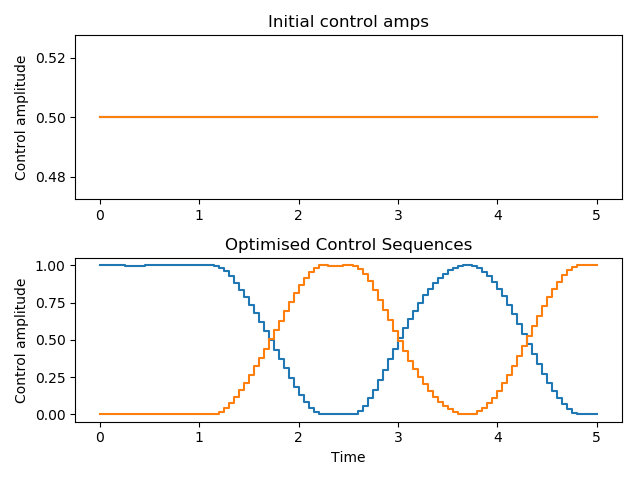 Initial control amps
Control amplitude
0.52
0.50
0.48
0 1 2 3 4 5
Optimised Control Sequences
Control amplitude
1.00
0.75
0.50
0.25
0.00
0 1 2 3 4 5
Time